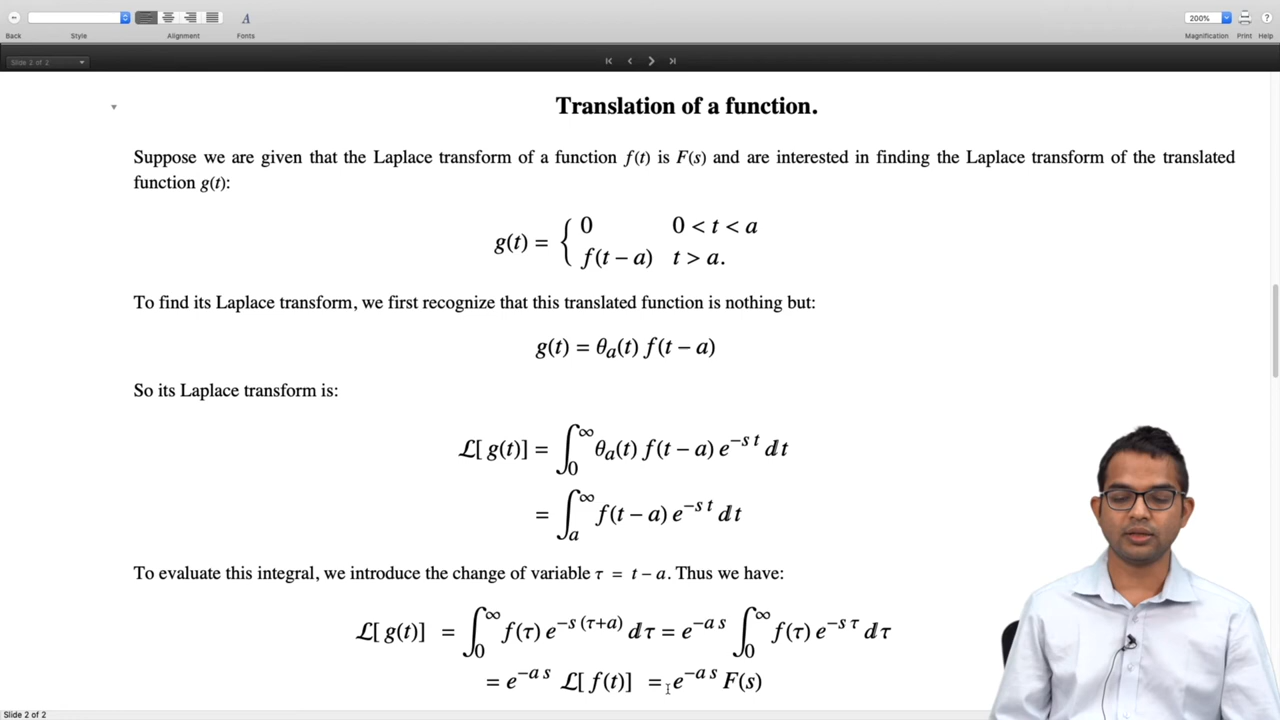 200%
Back Style Alignment Fonts Magnification Print Help
Slide 2 of 2
Translation of a function.
Suppose we are given that the Laplace transform of a function f(t) is F(s) and are interested in finding the Laplace transform of the translated
function g(t):
g(t) = { 0 0 < t < a
f(t − a) t > a.
To find its Laplace transform, we first recognize that this translated function is nothing but:
g(t) = θₐ(t) f(t − a)
So its Laplace transform is:
ℒ[ g(t)] = ∫₀^∞ θₐ(t) f(t − a) e^{−s t} ⅆt
= ∫ₐ^∞ f(t − a) e^{−s t} ⅆt
To evaluate this integral, we introduce the change of variable τ = t − a. Thus we have:
ℒ[ g(t)] = ∫₀^∞ f(τ) e^{−s (τ+a)} ⅆτ = e^{−a s} ∫₀^∞ f(τ) e^{−s τ} ⅆτ
= e^{−a s} ℒ[ f(t)] = e^{−a s} F(s)
Slide 2 of 2